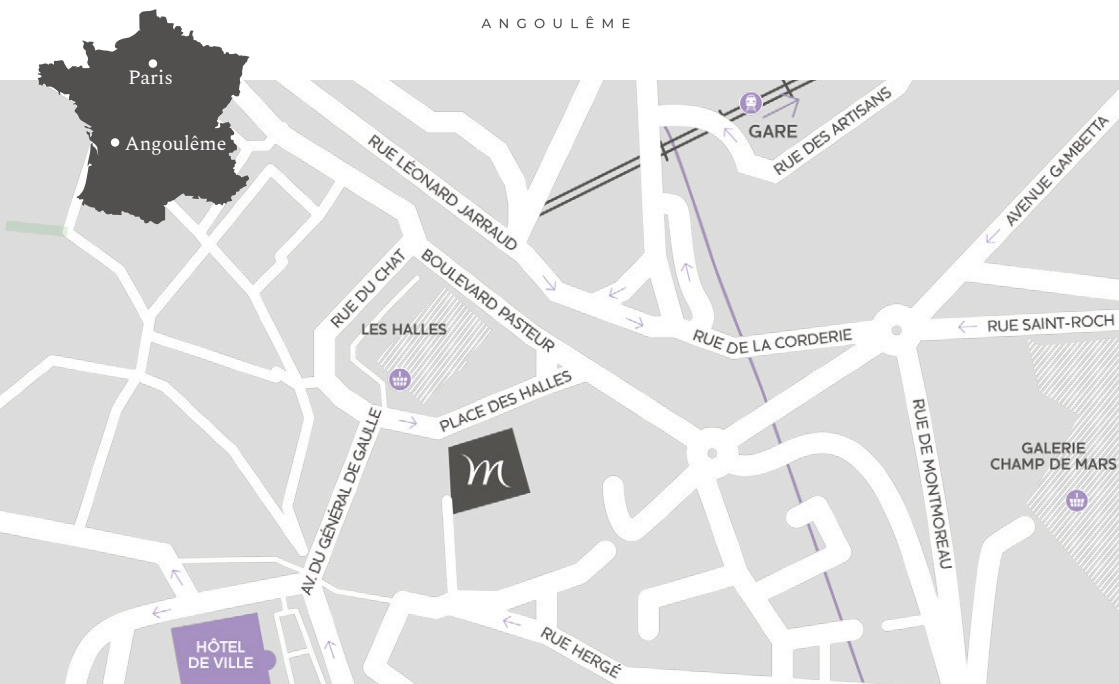 ANGOULÊME
Paris
Angoulême
GARE
RUE DES ARTISANS
AVENUE GAMBETTA
RUE LÉONARD JARRAUD
RUE DU CHAT
BOULEVARD PASTEUR
LES HALLES
RUE DE LA CORDERIE
RUE SAINT-ROCH
PLACE DES HALLES
AV. DU GÉNÉRAL DE GAULLE
m
RUE DE MONTMOREAU
GALERIE
CHAMP DE MARS
HÔTEL
DE VILLE
RUE HERGÉ